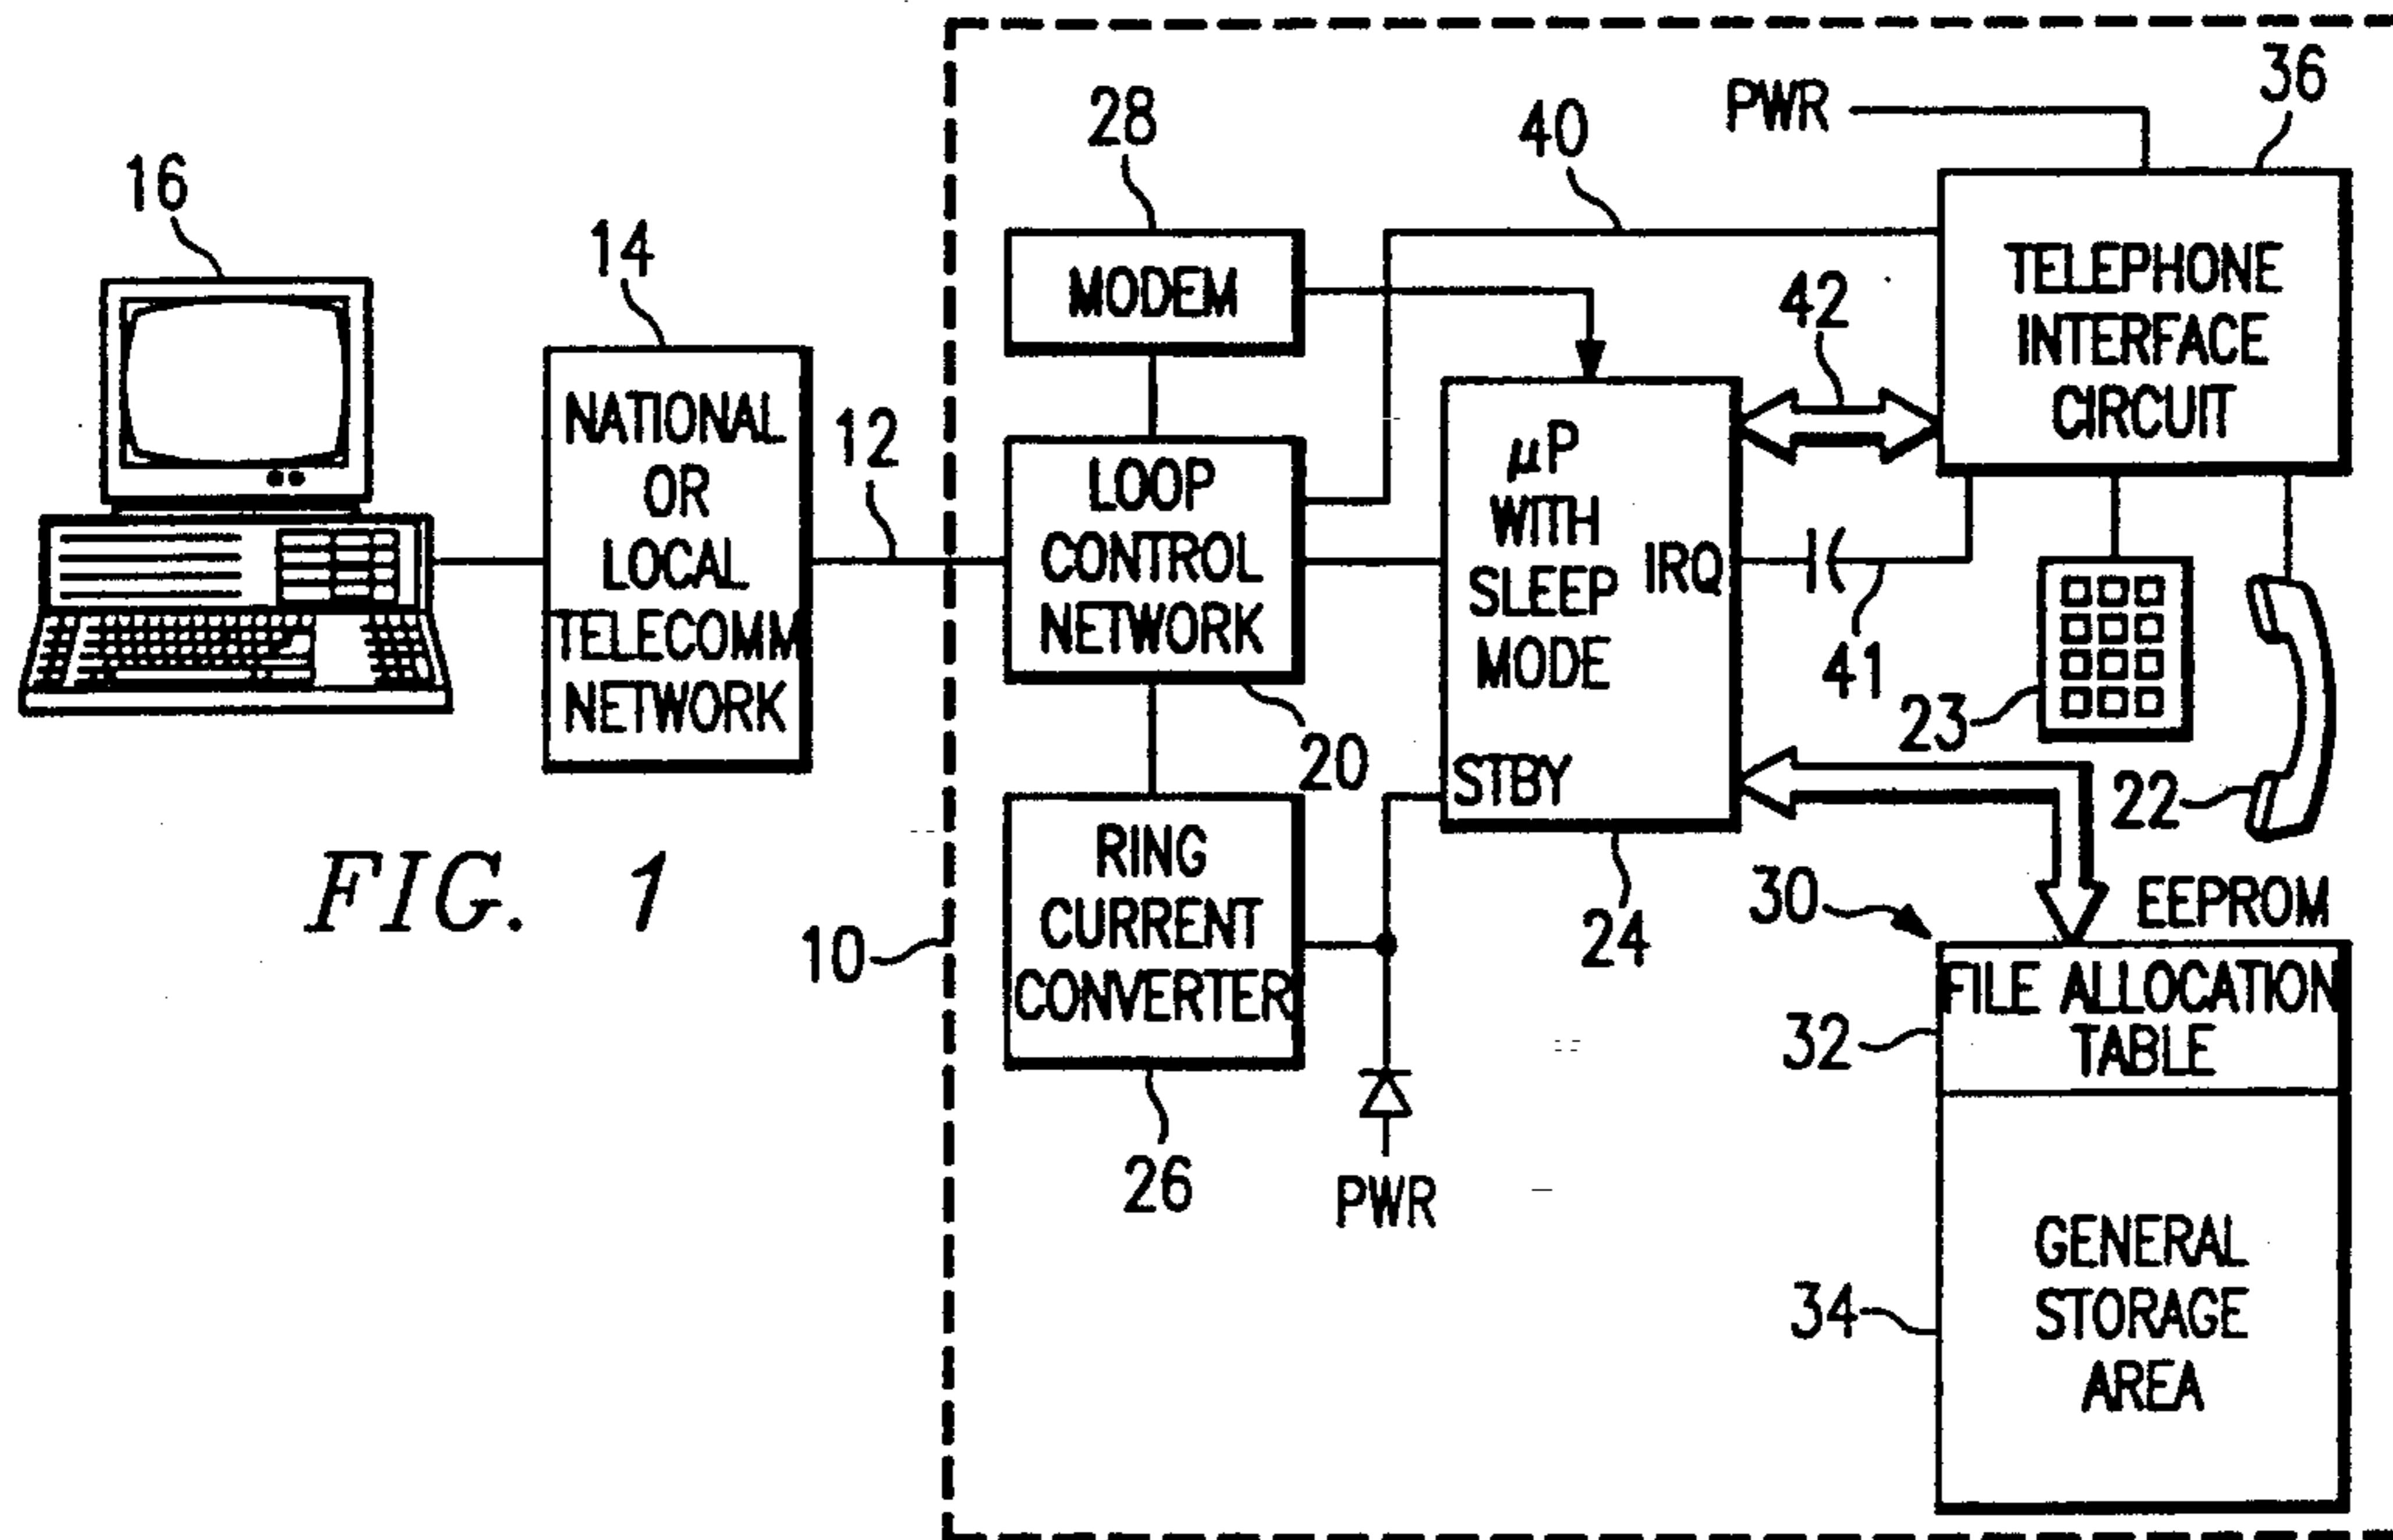 16
14
NATIONAL
OR
LOCAL
TELECOMM
NETWORK
12
FIG. 1
10
28
MODEM
LOOP
CONTROL
NETWORK
20
RING
CURRENT
CONVERTER
26
PWR
40
μP
WITH
SLEEP
MODE
IRQ
STBY
24
PWR
36
TELEPHONE
INTERFACE
CIRCUIT
42
41
23
22
30
EEPROM
FILE ALLOCATION
TABLE
32
GENERAL
STORAGE
AREA
34